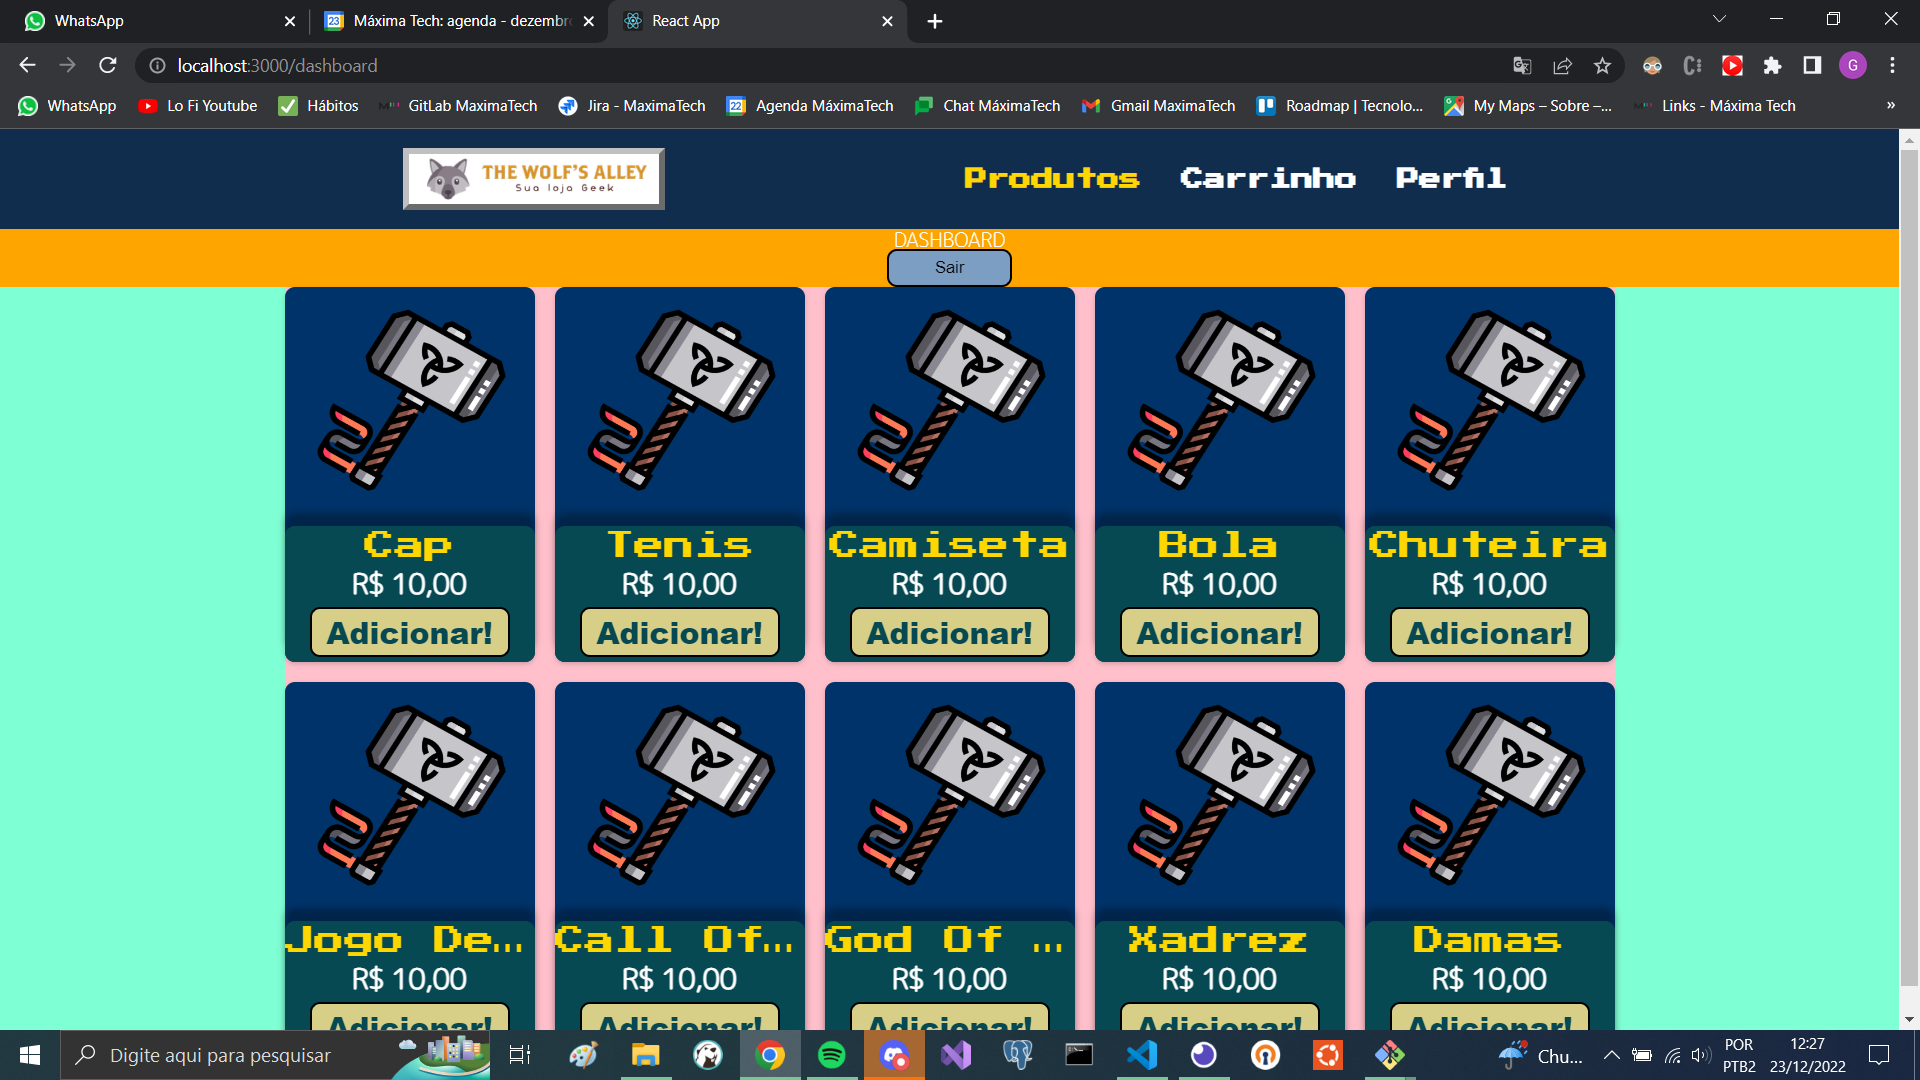 WhatsApp
Máxima Tech: agenda - dezembr
React App
localhost:3000/dashboard
G
WhatsApp
Lo Fi Youtube
Hábitos
GitLab MaximaTech
Jira - MaximaTech
22
Agenda MáximaTech
Chat MáximaTech
Gmail MaximaTech
Roadmap | Tecnolo...
My Maps – Sobre –...
Links - Máxima Tech
»
THE WOLF'S ALLEY
Sua loja Geek
Produtos
Carrinho
Perfil
DASHBOARD
Sair
Cap
Tenis
Camiseta
Bola
Chuteira
R$ 10,00
R$ 10,00
R$ 10,00
R$ 10,00
R$ 10,00
Adicionar!
Adicionar!
Adicionar!
Adicionar!
Adicionar!
Jogo De...
Call Of...
God Of ...
Xadrez
Damas
R$ 10,00
R$ 10,00
R$ 10,00
R$ 10,00
R$ 10,00
Adicionar!
Adicionar!
Adicionar!
Adicionar!
Adicionar!
Digite aqui para pesquisar
Chu...
POR
PTB2
12:27
23/12/2022